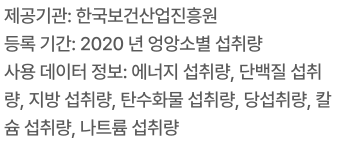 제공기관: 한국보건산업진흥원
등록 기간: 2020 년 엉앙소별 섭취량
사용 데이터 정보: 에너지 섭취량, 단백질 섭취
량, 지방 섭취량, 탄수화물 섭취량, 당섭취량, 칼
슘 섭취량, 나트륨 섭취량